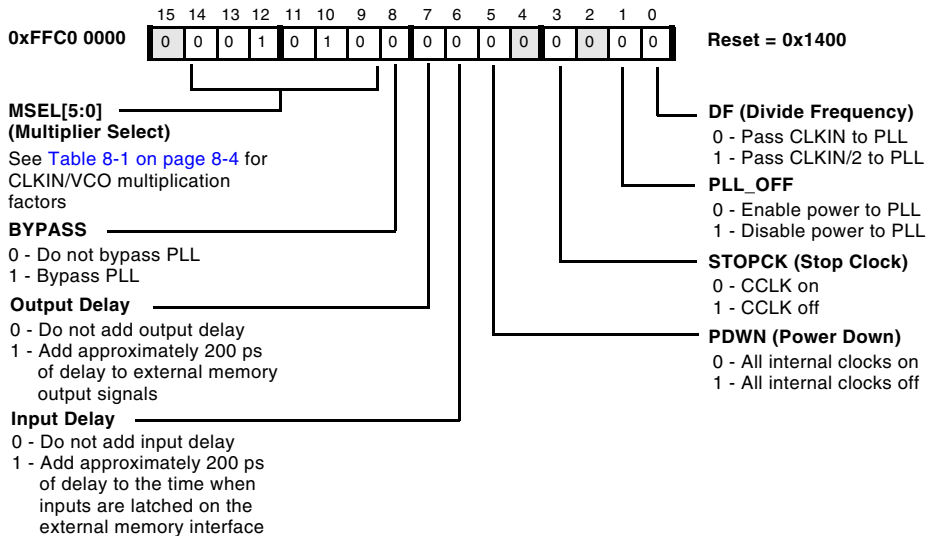 15 14 13 12 11 10 9 8 7 6 5 4 3 2 1 0
0xFFC0 0000
0 0 0 1 0 1 0 0 0 0 0 0 0 0 0 0
Reset = 0x1400
MSEL[5:0]
(Multiplier Select)
See Table 8-1 on page 8-4 for
CLKIN/VCO multiplication
factors
BYPASS
0 - Do not bypass PLL
1 - Bypass PLL
Output Delay
0 - Do not add output delay
1 - Add approximately 200 ps
of delay to external memory
output signals
Input Delay
0 - Do not add input delay
1 - Add approximately 200 ps
of delay to the time when
inputs are latched on the
external memory interface
DF (Divide Frequency)
0 - Pass CLKIN to PLL
1 - Pass CLKIN/2 to PLL
PLL_OFF
0 - Enable power to PLL
1 - Disable power to PLL
STOPCK (Stop Clock)
0 - CCLK on
1 - CCLK off
PDWN (Power Down)
0 - All internal clocks on
1 - All internal clocks off